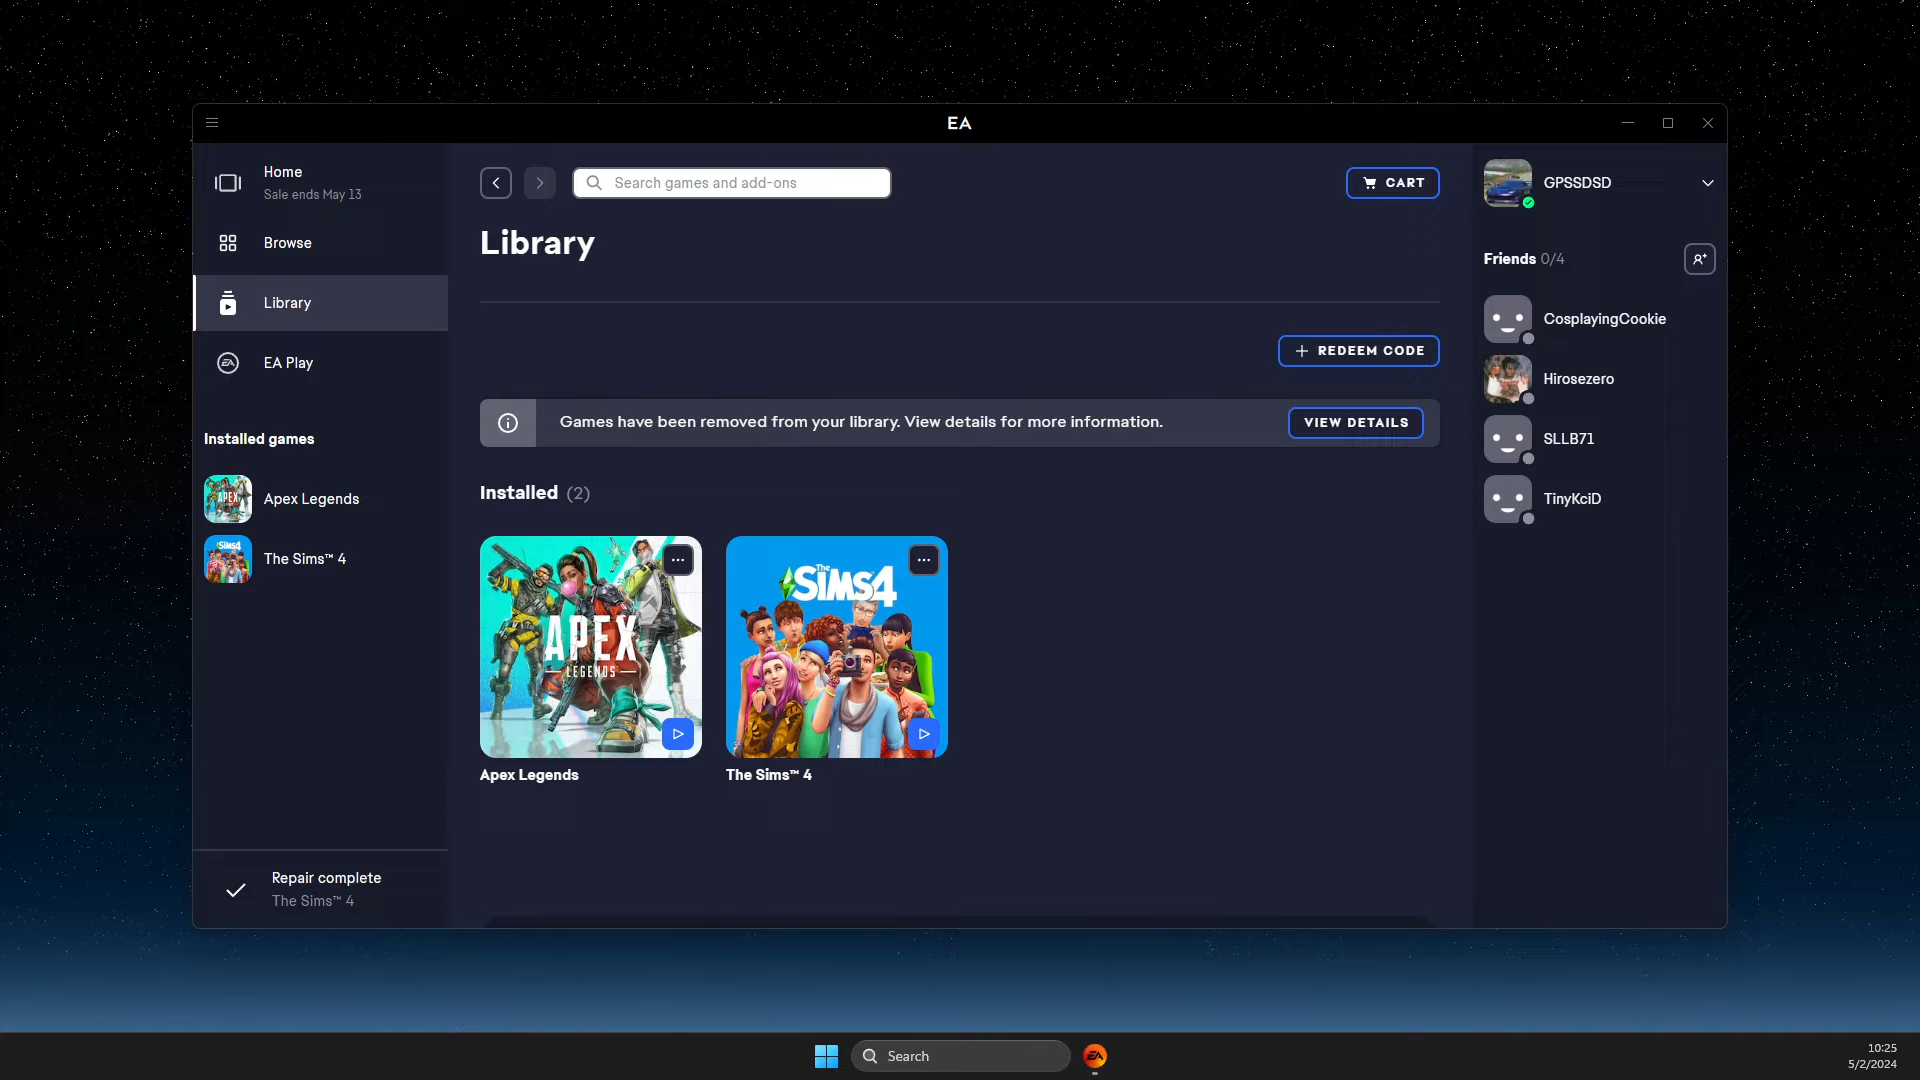 EA
Home
Sale ends May 13
Browse
Library
EA Play
Installed games
Apex Legends
The Sims™ 4
Repair complete
The Sims™ 4
Search games and add-ons
CART
Library
REDEEM CODE
Games have been removed from your library. View details for more information.
VIEW DETAILS
Installed (2)
APEX
LEGENDS
The
SIMS4
Apex Legends
The Sims™ 4
GPSSDSD
Friends 0/4
CosplayingCookie
Hirosezero
SLLB71
TinyKciD
Search
EA
10:25
5/2/2024